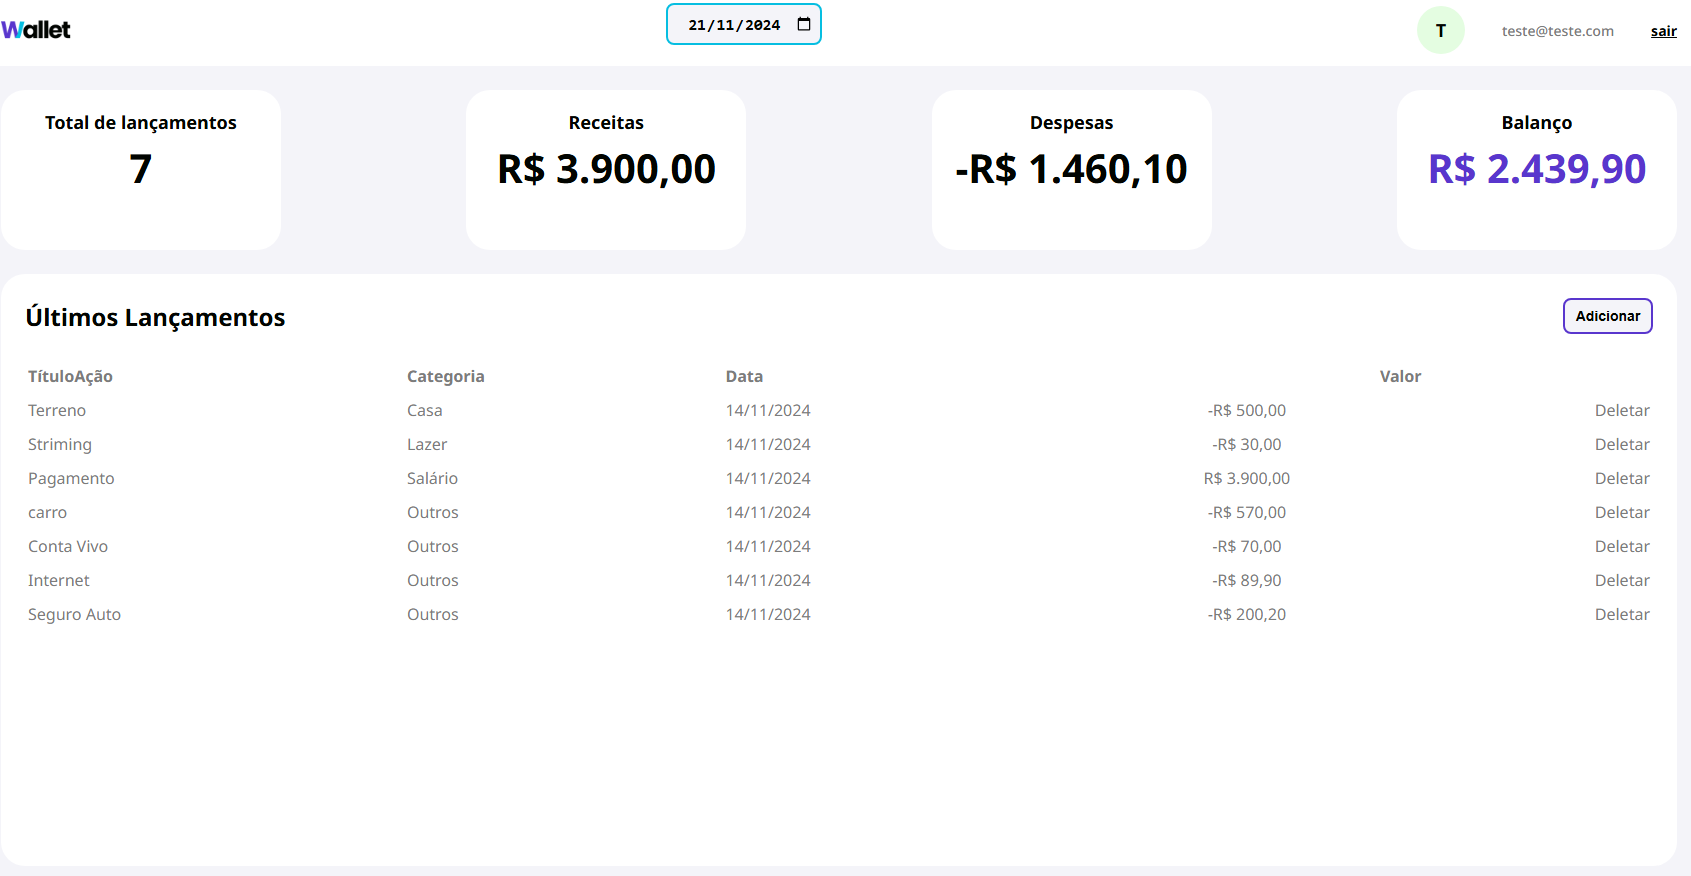 Wallet 21/11/2024 T teste@teste.com sair
Total de lançamentos Receitas Despesas Balanço
7 R$ 3.900,00 -R$ 1.460,10 R$ 2.439,90
Últimos Lançamentos Adicionar
TítuloAção Categoria Data Valor
Terreno Casa 14/11/2024 -R$ 500,00 Deletar
Striming Lazer 14/11/2024 -R$ 30,00 Deletar
Pagamento Salário 14/11/2024 R$ 3.900,00 Deletar
carro Outros 14/11/2024 -R$ 570,00 Deletar
Conta Vivo Outros 14/11/2024 -R$ 70,00 Deletar
Internet Outros 14/11/2024 -R$ 89,90 Deletar
Seguro Auto Outros 14/11/2024 -R$ 200,20 Deletar